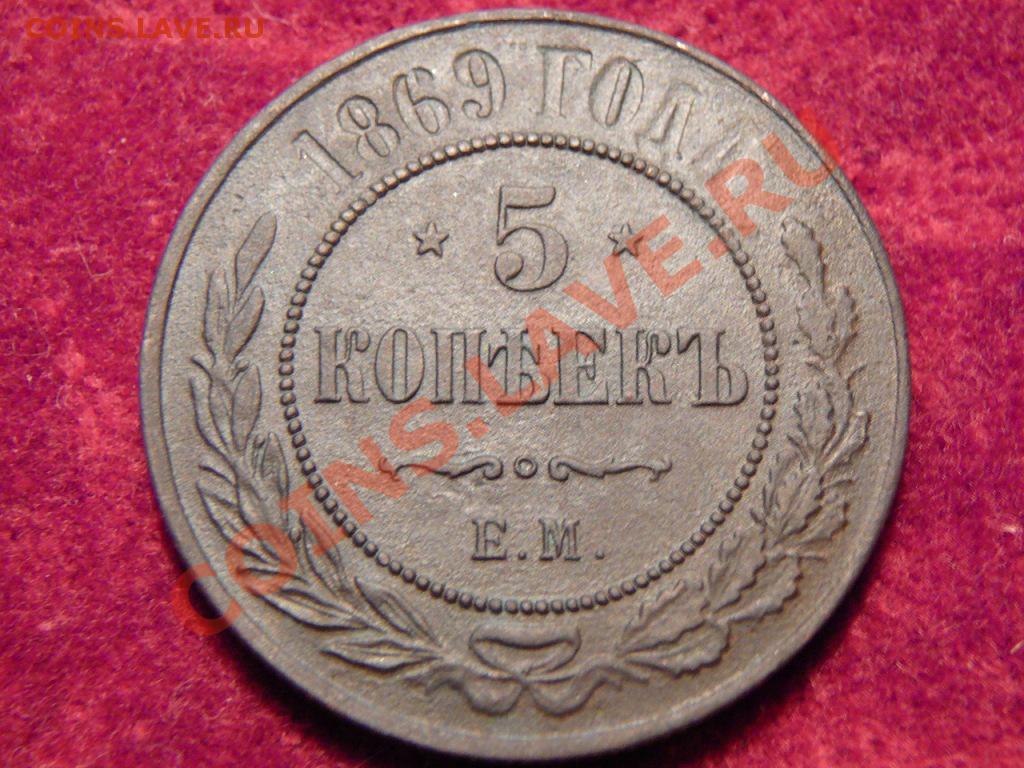 COINS.LAVE.RU
1869 ГОДА
5
КОПѢЕКЪ
Е.М.
COINS.LAVE.RU